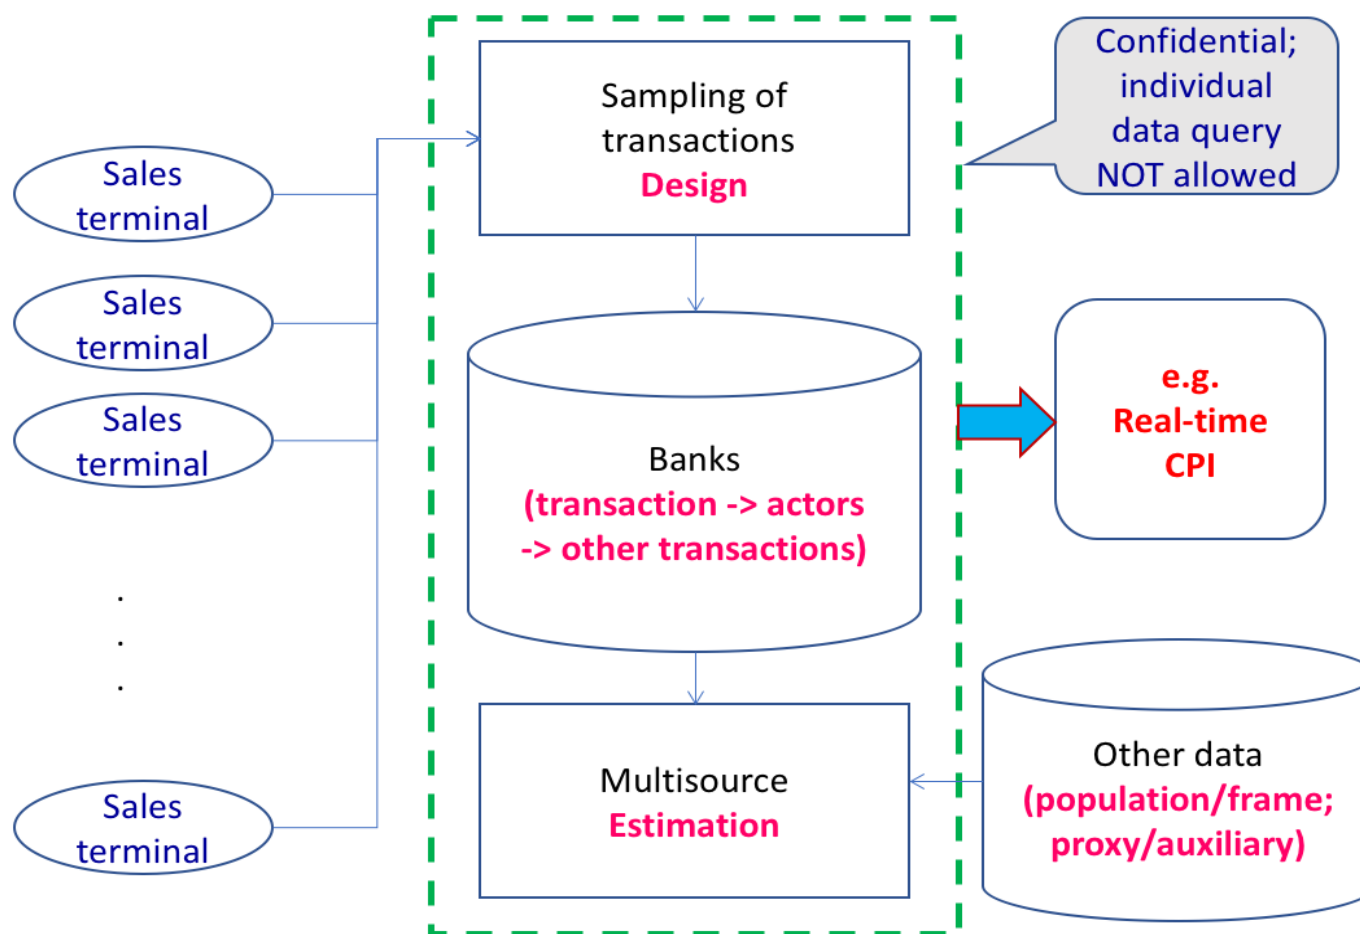 Sampling of
transactions
Design
Confidential;
individual
data query
NOT allowed
Sales
terminal
Sales
terminal
Sales
terminal
.
.
.
Sales
terminal
Banks
(transaction -> actors
-> other transactions)
e.g.
Real-time
CPI
Multisource
Estimation
Other data
(population/frame;
proxy/auxiliary)